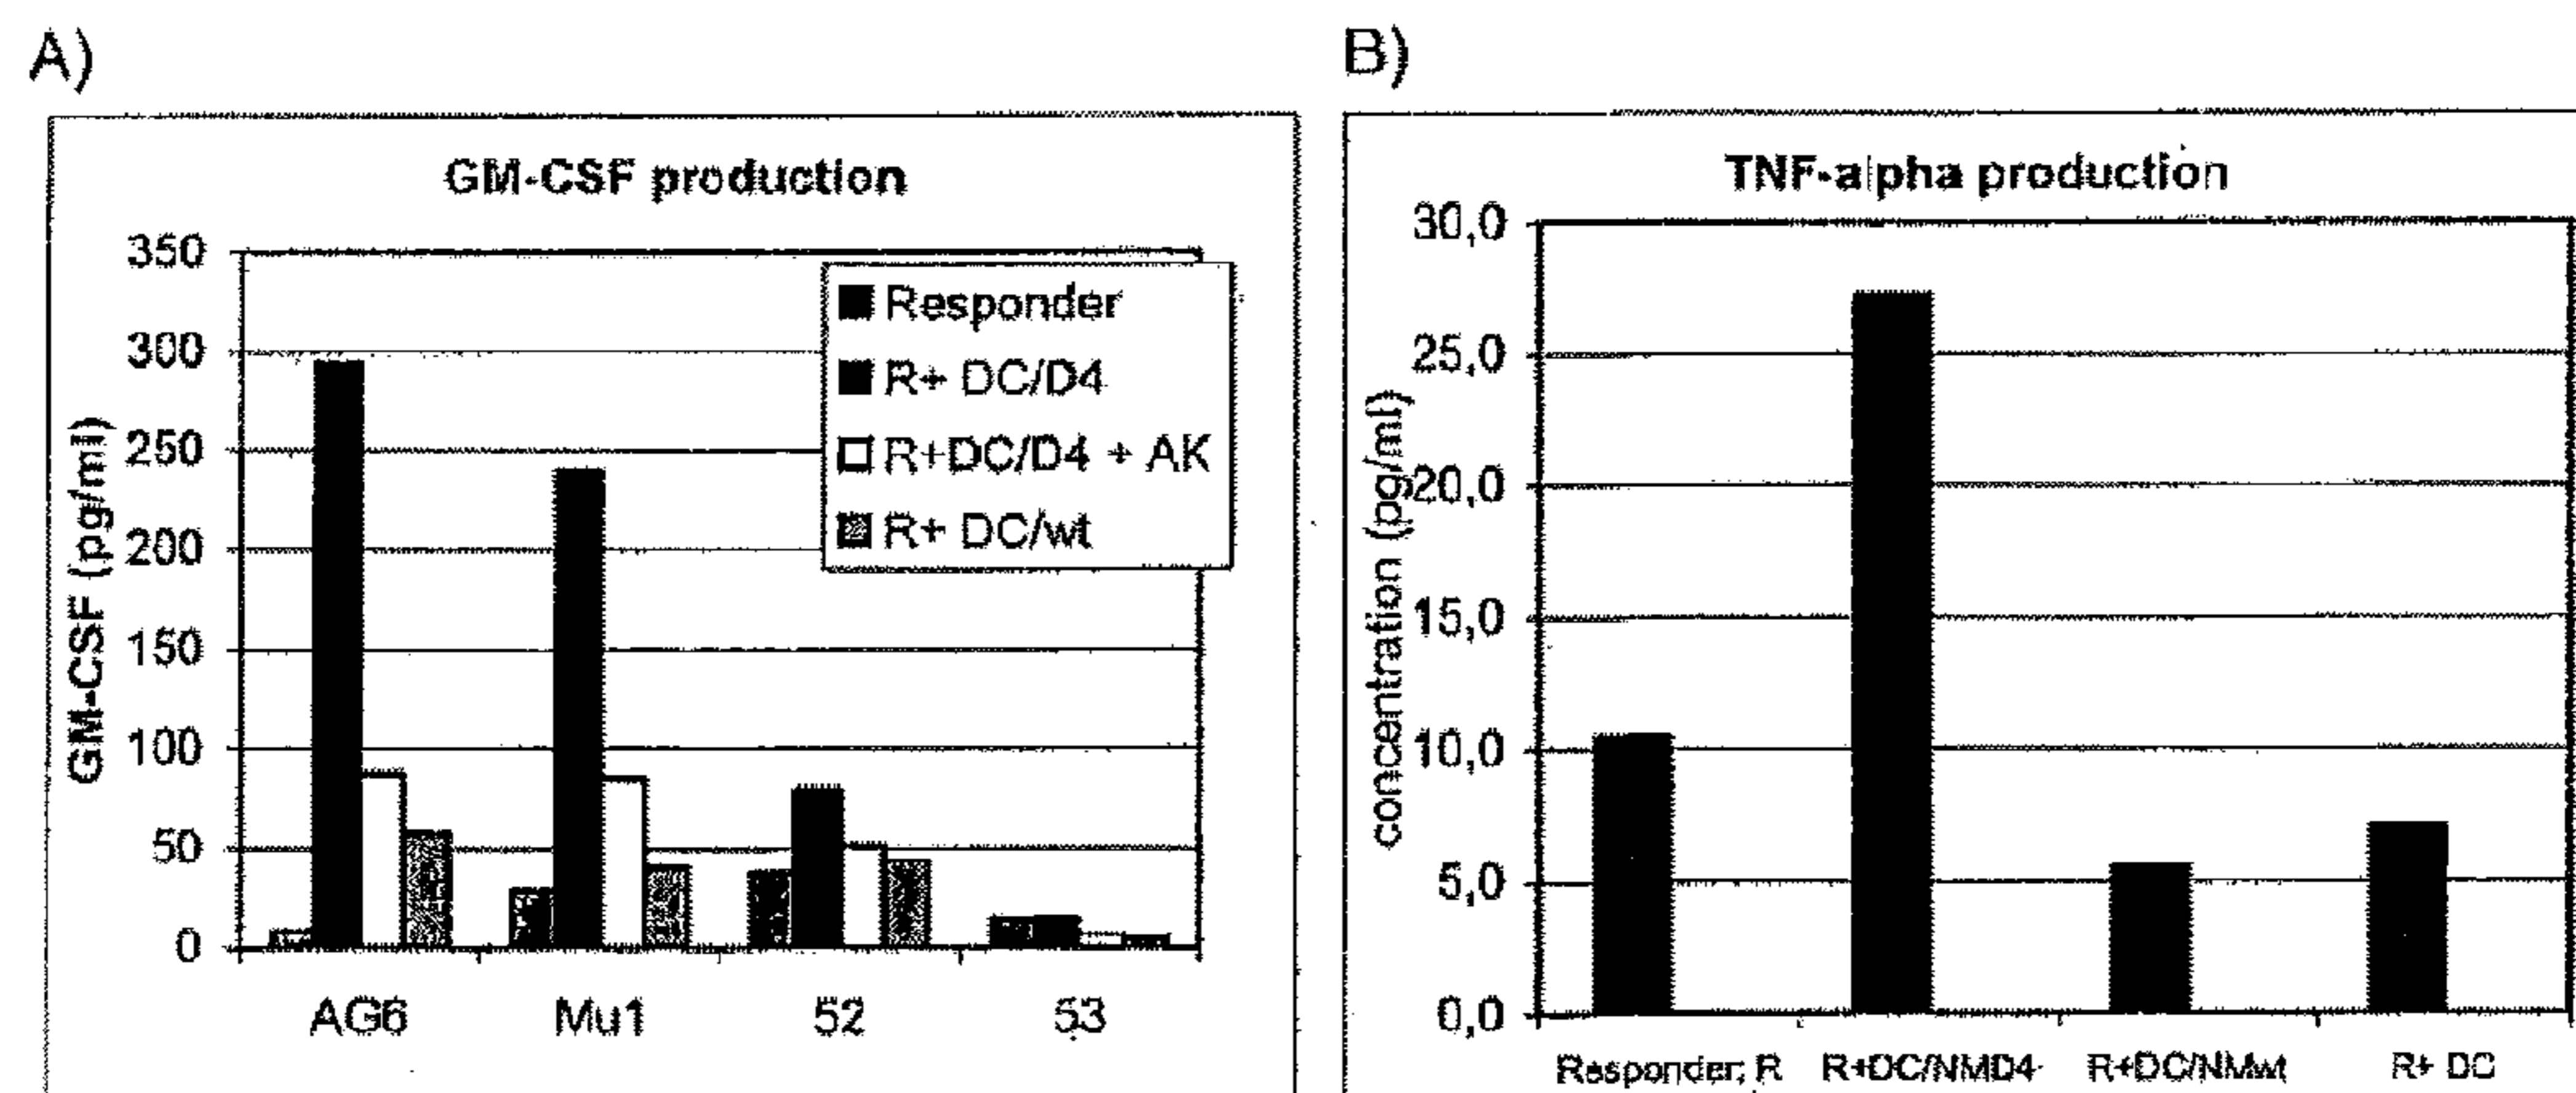 A)
GM-CSF production
GM-CSF (pg/ml)
350
300
250
200
150
100
50
0
Responder
R+ DC/D4
R+DC/D4 + AK
R+ DC/wt
AG6
Mu1
52
53
B)
TNF-alpha production
concentration (pg/ml)
30,0
25,0
20,0
15,0
10,0
5,0
0,0
Responder; R
R+DC/NMD4
R+DC/NMwt
R+ DC